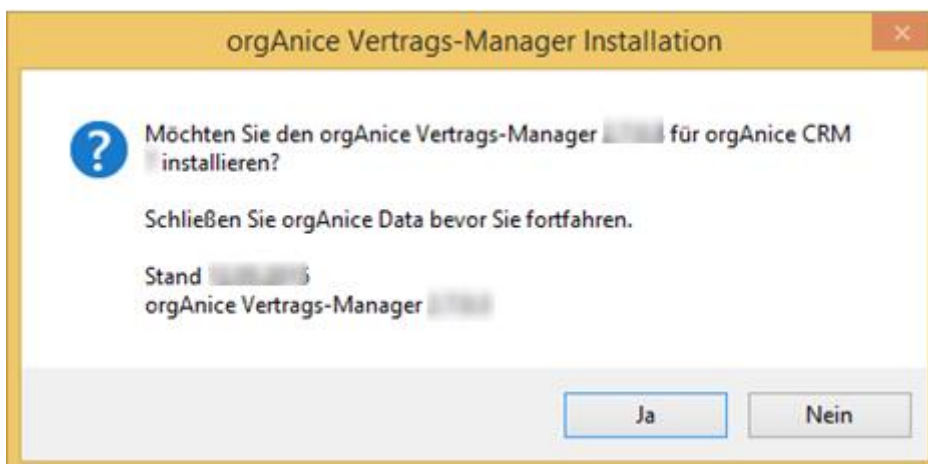 orgAnice Vertrags-Manager Installation
Möchten Sie den orgAnice Vertrags-Manager für orgAnice CRM
installieren?
Schließen Sie orgAnice Data bevor Sie fortfahren.
Stand
orgAnice Vertrags-Manager
Ja
Nein